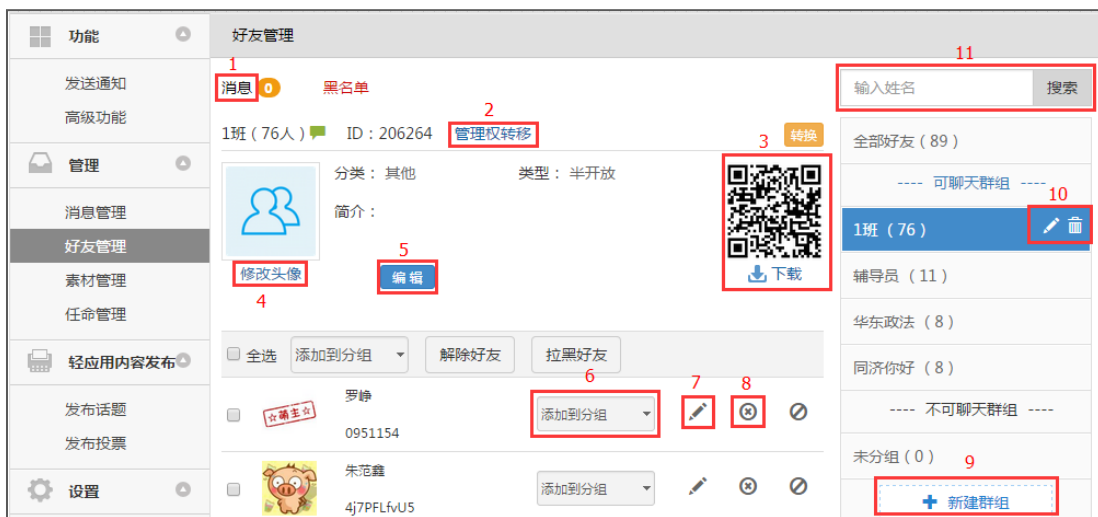 功能
发送通知
高级功能
管理
消息管理
好友管理
素材管理
任命管理
轻应用内容发布
发布话题
发布投票
设置
好友管理
1
消息 0 黑名单
2
1班（76人） ID：206264 管理权转移
3 转换
分类： 其他 类型： 半开放
简介：
修改头像
4
5
编辑
下载
全选 添加到分组 解除好友 拉黑好友
6 7 8
萌主
罗峥
0951154
添加到分组
朱范鑫
4j7PFLfvU5
添加到分组
11
输入姓名 搜索
全部好友（89）
---- 可聊天群组 ----
10
1班 （76）
辅导员 （11）
华东政法 （8）
同济你好 （8）
---- 不可聊天群组 ----
未分组（0）
9
新建群组